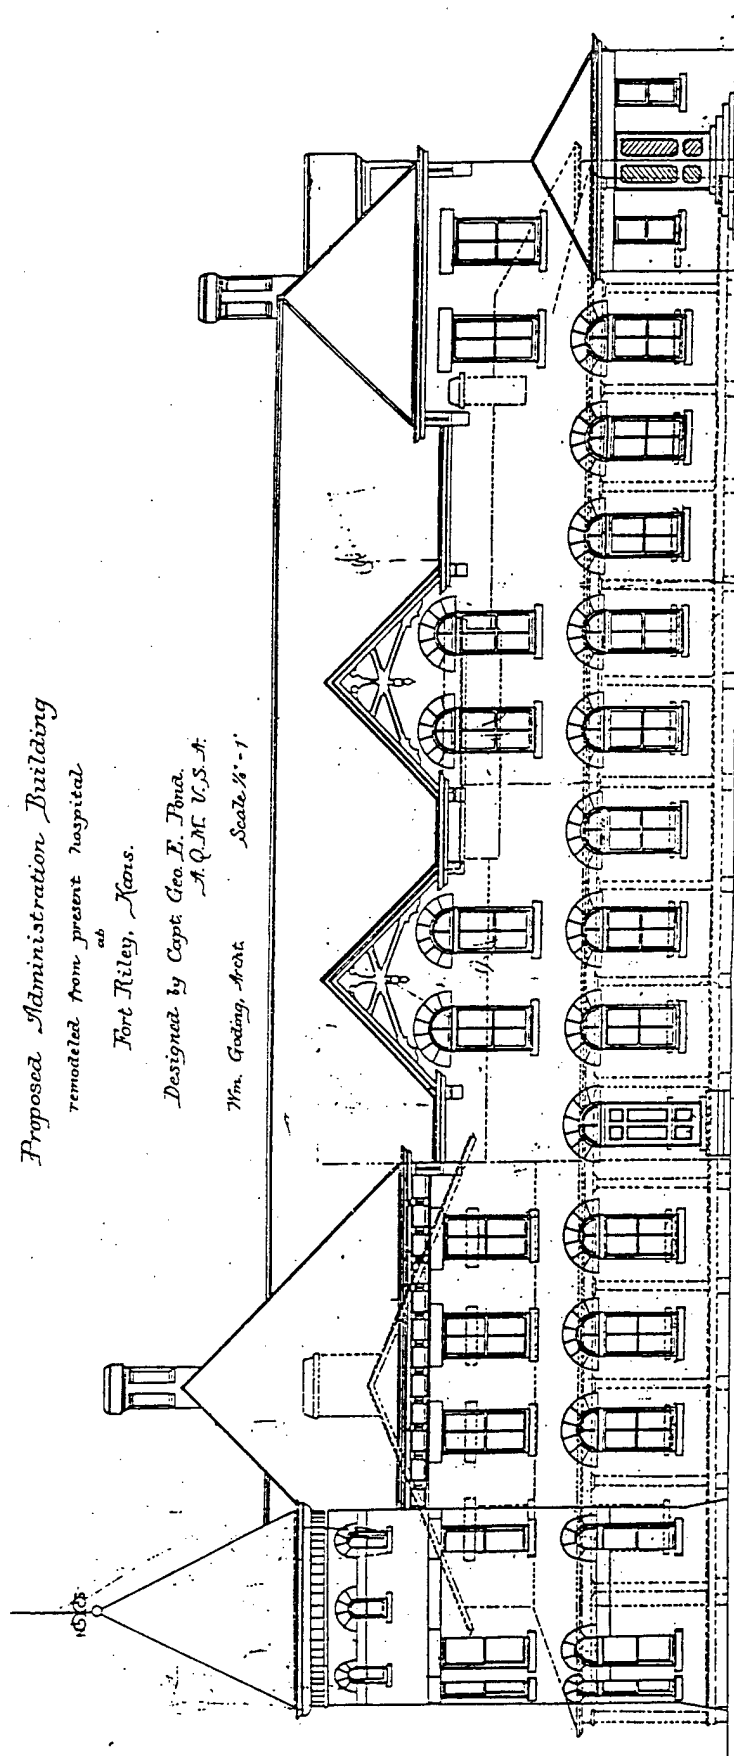 Proposed Administration Building
remodeled from present hospital
at
Fort Riley, Kans.
Designed by Capt. Geo. E. Pond.
A.Q.M. U.S.A.
Wm. Goding, Archt. Scale 1/8" = 1'